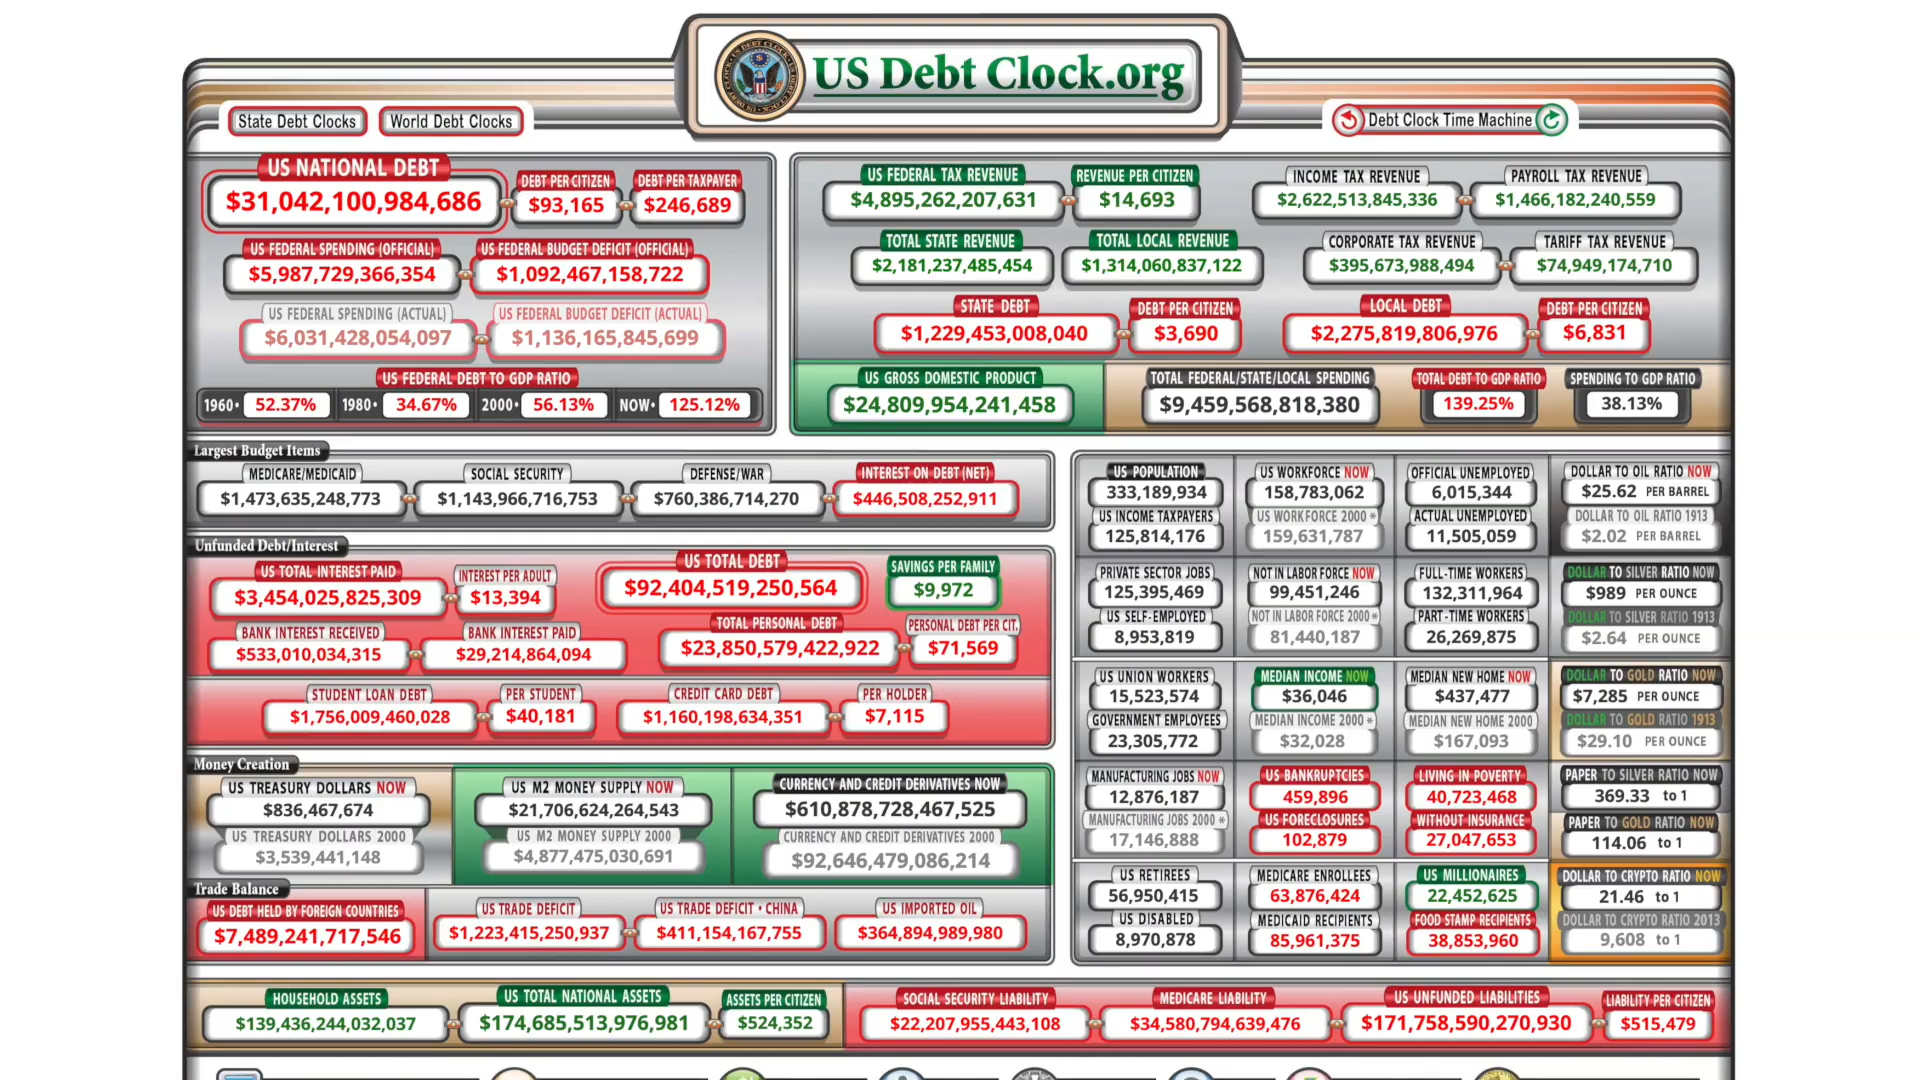 US Debt Clock.org
State Debt Clocks
World Debt Clocks
Debt Clock Time Machine
US NATIONAL DEBT
$31,042,100,984,686
DEBT PER CITIZEN
$93,165
DEBT PER TAXPAYER
$246,689
US FEDERAL SPENDING (OFFICIAL)
$5,987,729,366,354
US FEDERAL BUDGET DEFICIT (OFFICIAL)
$1,092,467,158,722
US FEDERAL SPENDING (ACTUAL)
$6,031,428,054,097
US FEDERAL BUDGET DEFICIT (ACTUAL)
$1,136,165,845,699
US FEDERAL DEBT TO GDP RATIO
1960• 52.37%
1980• 34.67%
2000• 56.13%
NOW• 125.12%
US FEDERAL TAX REVENUE
$4,895,262,207,631
REVENUE PER CITIZEN
$14,693
INCOME TAX REVENUE
$2,622,513,845,336
PAYROLL TAX REVENUE
$1,466,182,240,559
TOTAL STATE REVENUE
$2,181,237,485,454
TOTAL LOCAL REVENUE
$1,314,060,837,122
CORPORATE TAX REVENUE
$395,673,988,494
TARIFF TAX REVENUE
$74,949,174,710
STATE DEBT
$1,229,453,008,040
DEBT PER CITIZEN
$3,690
LOCAL DEBT
$2,275,819,806,976
DEBT PER CITIZEN
$6,831
US GROSS DOMESTIC PRODUCT
$24,809,954,241,458
TOTAL FEDERAL/STATE/LOCAL SPENDING
$9,459,568,818,380
TOTAL DEBT TO GDP RATIO
139.25%
SPENDING TO GDP RATIO
38.13%
Largest Budget Items
MEDICARE/MEDICAID
$1,473,635,248,773
SOCIAL SECURITY
$1,143,966,716,753
DEFENSE/WAR
$760,386,714,270
INTEREST ON DEBT (NET)
$446,508,252,911
Unfunded Debt/Interest
US TOTAL INTEREST PAID
$3,454,025,825,309
INTEREST PER ADULT
$13,394
US TOTAL DEBT
$92,404,519,250,564
SAVINGS PER FAMILY
$9,972
BANK INTEREST RECEIVED
$533,010,034,315
BANK INTEREST PAID
$29,214,864,094
TOTAL PERSONAL DEBT
$23,850,579,422,922
PERSONAL DEBT PER CIT.
$71,569
STUDENT LOAN DEBT
$1,756,009,460,028
PER STUDENT
$40,181
CREDIT CARD DEBT
$1,160,198,634,351
PER HOLDER
$7,115
Money Creation
US TREASURY DOLLARS NOW
$836,467,674
US TREASURY DOLLARS 2000
$3,539,441,148
US M2 MONEY SUPPLY NOW
$21,706,624,264,543
US M2 MONEY SUPPLY 2000
$4,877,475,030,691
CURRENCY AND CREDIT DERIVATIVES NOW
$610,878,728,467,525
CURRENCY AND CREDIT DERIVATIVES 2000
$92,646,479,086,214
Trade Balance
US DEBT HELD BY FOREIGN COUNTRIES
$7,489,241,717,546
US TRADE DEFICIT
$1,223,415,250,937
US TRADE DEFICIT • CHINA
$411,154,167,755
US IMPORTED OIL
$364,894,989,980
US POPULATION
333,189,934
US INCOME TAXPAYERS
125,814,176
US WORKFORCE NOW
158,783,062
US WORKFORCE 2000 *
159,631,787
OFFICIAL UNEMPLOYED
6,015,344
ACTUAL UNEMPLOYED
11,505,059
DOLLAR TO OIL RATIO NOW
$25.62 PER BARREL
DOLLAR TO OIL RATIO 1913
$2.02 PER BARREL
PRIVATE SECTOR JOBS
125,395,469
US SELF-EMPLOYED
8,953,819
NOT IN LABOR FORCE NOW
99,451,246
NOT IN LABOR FORCE 2000 *
81,440,187
FULL-TIME WORKERS
132,311,964
PART-TIME WORKERS
26,269,875
DOLLAR TO SILVER RATIO NOW
$989 PER OUNCE
DOLLAR TO SILVER RATIO 1913
$2.64 PER OUNCE
US UNION WORKERS
15,523,574
GOVERNMENT EMPLOYEES
23,305,772
MEDIAN INCOME NOW
$36,046
MEDIAN INCOME 2000 *
$32,028
MEDIAN NEW HOME NOW
$437,477
MEDIAN NEW HOME 2000
$167,093
DOLLAR TO GOLD RATIO NOW
$7,285 PER OUNCE
DOLLAR TO GOLD RATIO 1913
$29.10 PER OUNCE
MANUFACTURING JOBS NOW
12,876,187
MANUFACTURING JOBS 2000 *
17,146,888
US BANKRUPTCIES
459,896
US FORECLOSURES
102,879
LIVING IN POVERTY
40,723,468
WITHOUT INSURANCE
27,047,653
PAPER TO SILVER RATIO NOW
369.33 to 1
PAPER TO GOLD RATIO NOW
114.06 to 1
US RETIREES
56,950,415
US DISABLED
8,970,878
MEDICARE ENROLLEES
63,876,424
MEDICAID RECIPIENTS
85,961,375
US MILLIONAIRES
22,452,625
FOOD STAMP RECIPIENTS
38,853,960
DOLLAR TO CRYPTO RATIO NOW
21.46 to 1
DOLLAR TO CRYPTO RATIO 2013
9,608 to 1
HOUSEHOLD ASSETS
$139,436,244,032,037
US TOTAL NATIONAL ASSETS
$174,685,513,976,981
ASSETS PER CITIZEN
$524,352
SOCIAL SECURITY LIABILITY
$22,207,955,443,108
MEDICARE LIABILITY
$34,580,794,639,476
US UNFUNDED LIABILITIES
$171,758,590,270,930
LIABILITY PER CITIZEN
$515,479